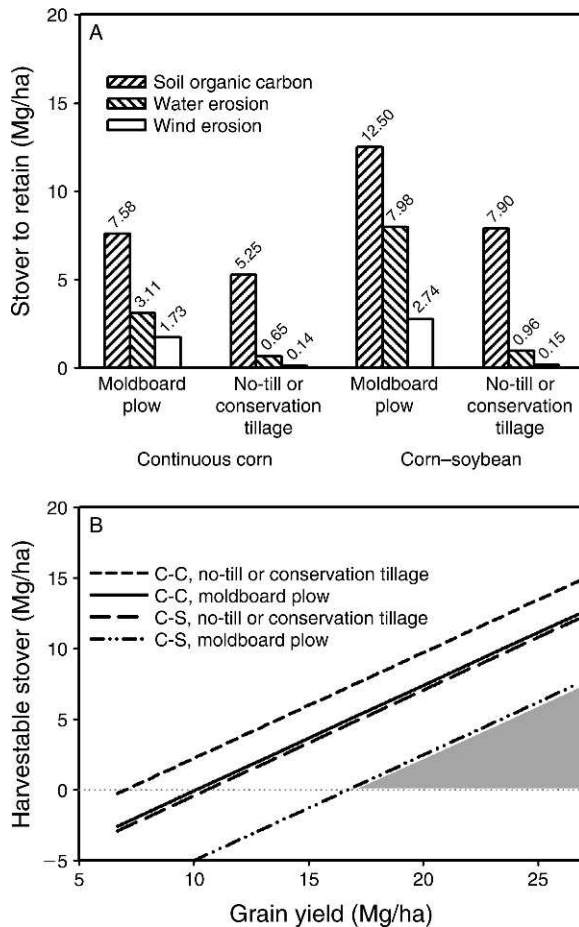 A
Stover to retain (Mg/ha)
20
15
10
5
0
Soil organic carbon
Water erosion
Wind erosion
7.58
3.11
1.73
5.25
0.65
0.14
12.50
7.98
2.74
7.90
0.96
0.15
Moldboard plow
No-till or conservation tillage
Moldboard plow
No-till or conservation tillage
Continuous corn
Corn–soybean
B
Harvestable stover (Mg/ha)
20
15
10
5
0
−5
C-C, no-till or conservation tillage
C-C, moldboard plow
C-S, no-till or conservation tillage
C-S, moldboard plow
5
10
15
20
25
Grain yield (Mg/ha)